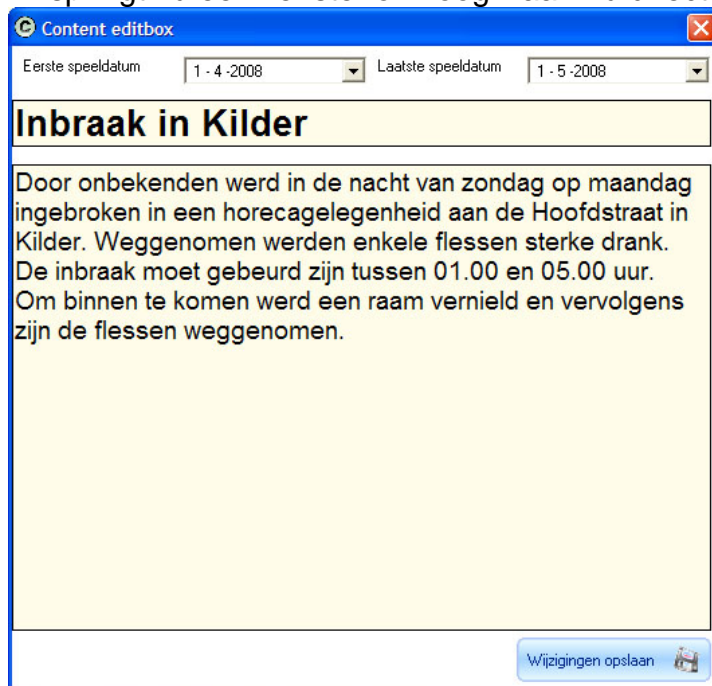 Content editbox
Eerste speeldatum 1 - 4 -2008 Laatste speeldatum 1 - 5 -2008
Inbraak in Kilder
Door onbekenden werd in de nacht van zondag op maandag
ingebroken in een horecagelegenheid aan de Hoofdstraat in
Kilder. Weggenomen werden enkele flessen sterke drank.
De inbraak moet gebeurd zijn tussen 01.00 en 05.00 uur.
Om binnen te komen werd een raam vernield en vervolgens
zijn de flessen weggenomen.
Wijzigingen opslaan